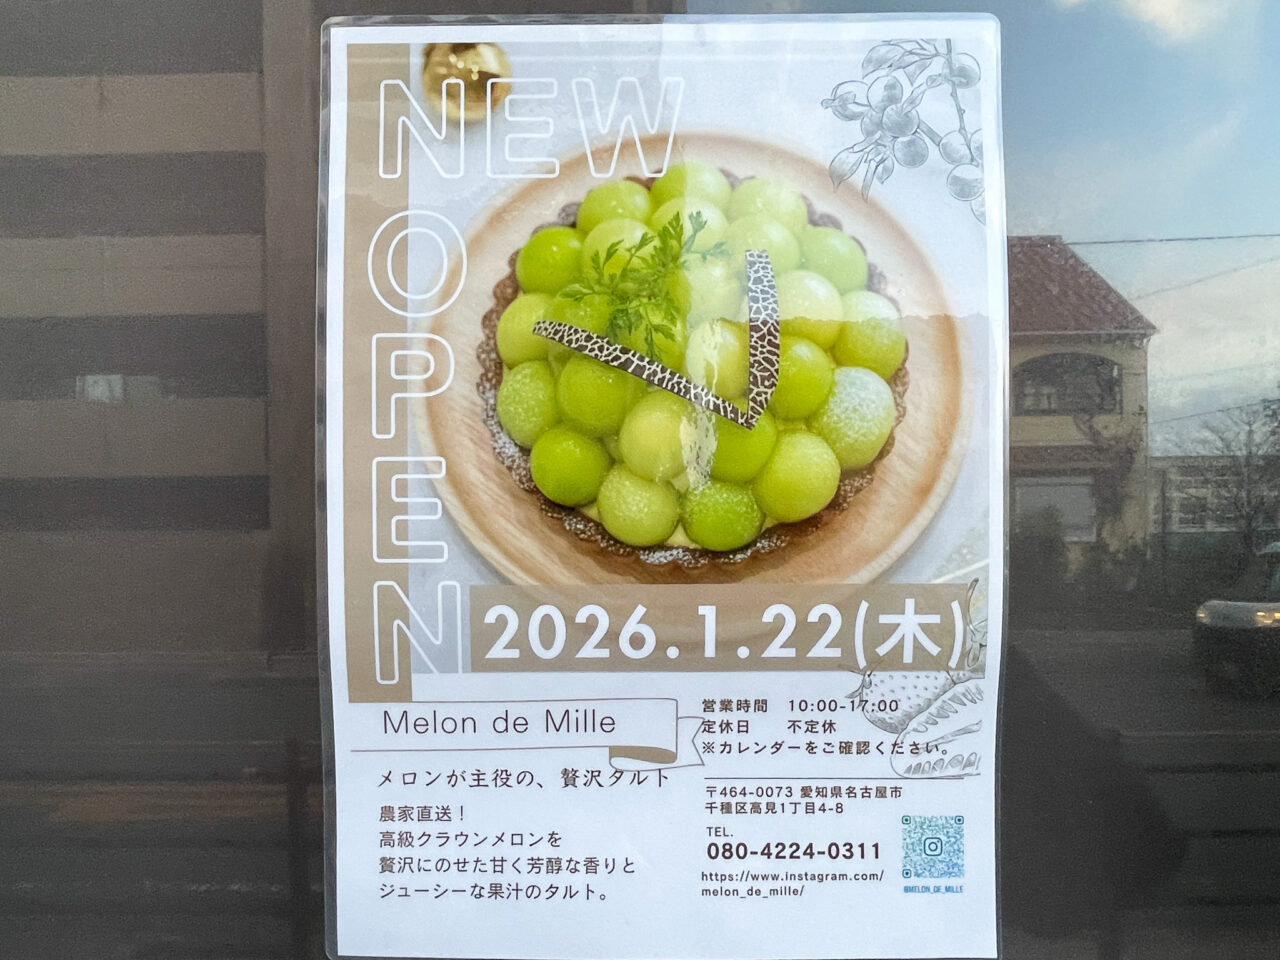 NEW
OPEN
2026.1.22(木)
Melon de Mille
メロンが主役の、贅沢タルト
農家直送！
高級クラウンメロンを
贅沢にのせた甘く芳醇な香りと
ジューシーな果汁のタルト。
営業時間 10:00-17:00
定休日 不定休
※カレンダーをご確認ください。
〒464-0073 愛知県名古屋市
千種区高見1丁目4-8
TEL.
080-4224-0311
https://www.instagram.com/
melon_de_mille/
@MELON_DE_MILLE